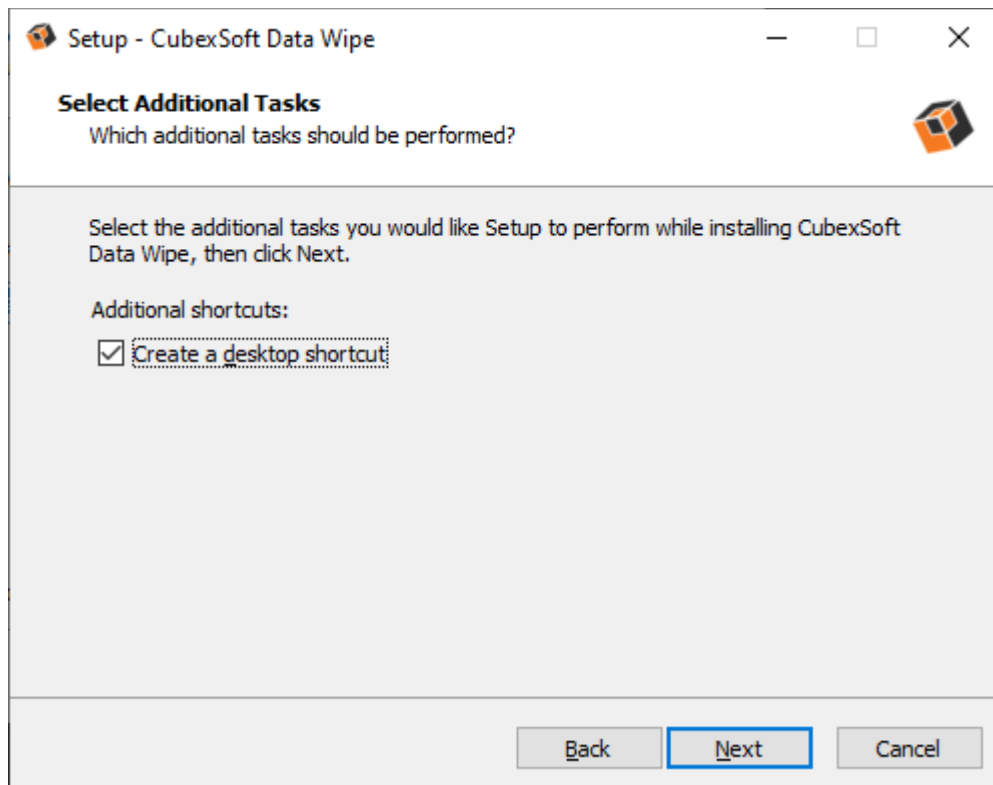 Setup - CubexSoft Data Wipe
Select Additional Tasks
Which additional tasks should be performed?
Select the additional tasks you would like Setup to perform while installing CubexSoft
Data Wipe, then click Next.
Additional shortcuts:
Create a desktop shortcut
Back Next Cancel